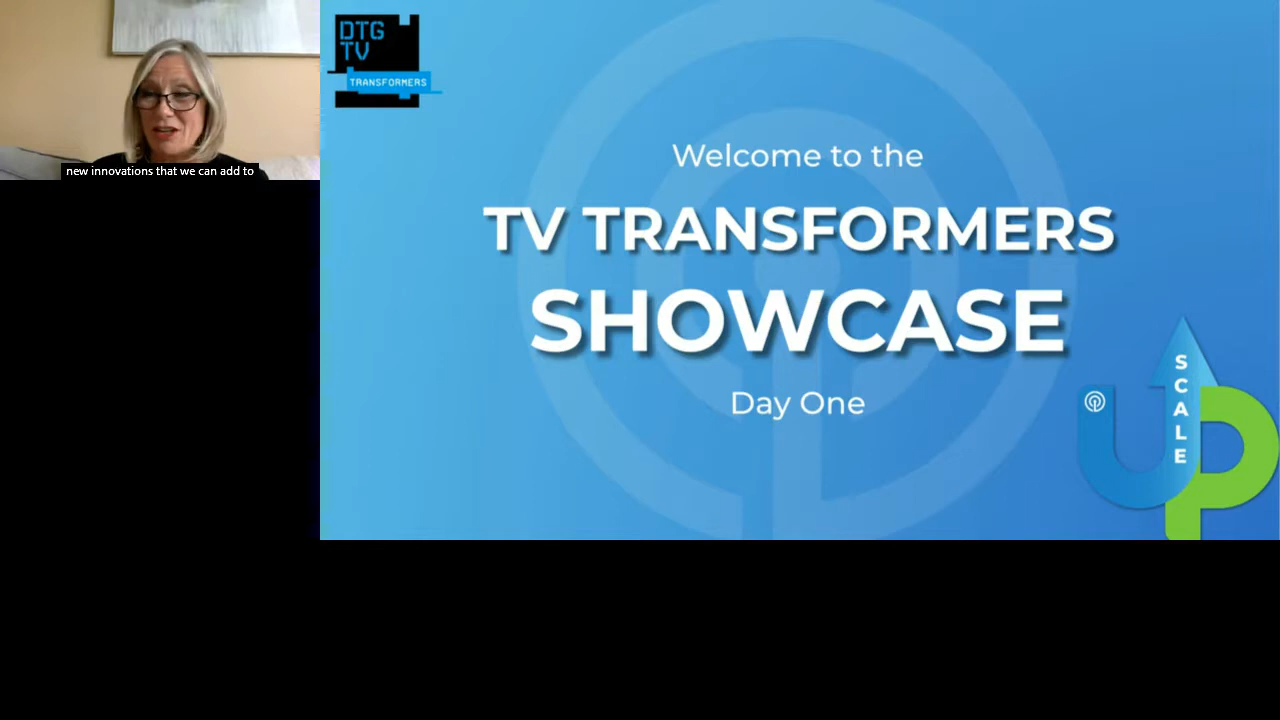 new innovations that we can add to
DTG
TV
TRANSFORMERS
Welcome to the
TV TRANSFORMERS
SHOWCASE
Day One
SCALE
UP